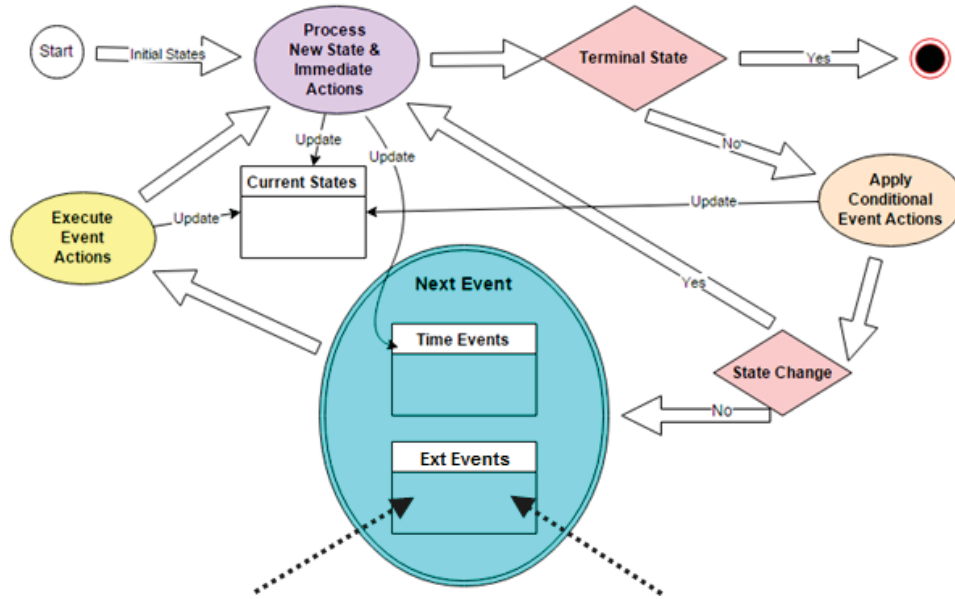 Start
Initial States
Process
New State &
Immediate
Actions
Terminal State
Yes
No
Update
Update
Current States
Execute
Event
Actions
Update
Update
Apply
Conditional
Event Actions
Next Event
Yes
Time Events
State Change
No
Ext Events